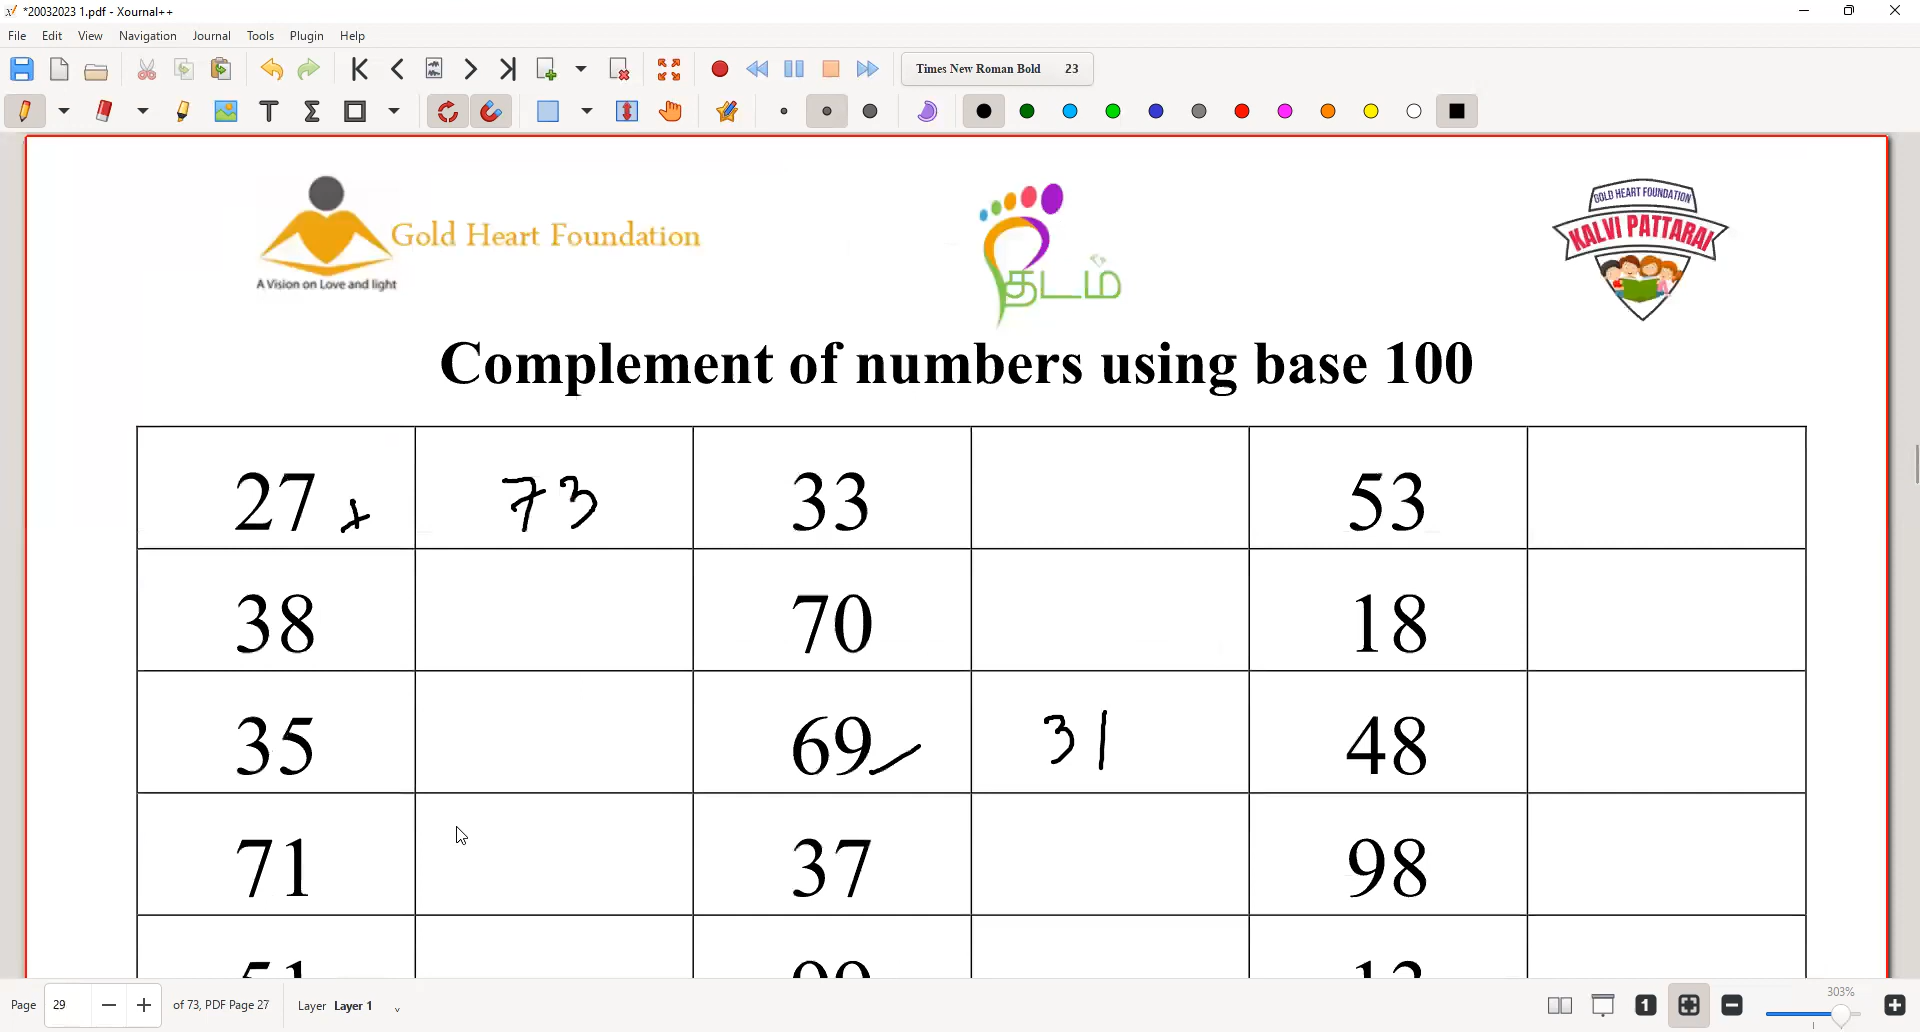 *20032023 1.pdf - Xournal++
File Edit View Navigation Journal Tools Plugin Help
Times New Roman Bold 23
Gold Heart Foundation
A Vision on Love and light
தடம்
GOLD HEART FOUNDATION
KALVI PATTARAI
Complement of numbers using base 100
27 + 73 33 53
38 70 18
35 69 31 48
71 37 98
Page 29 of 73, PDF Page 27 Layer Layer 1 1 303%